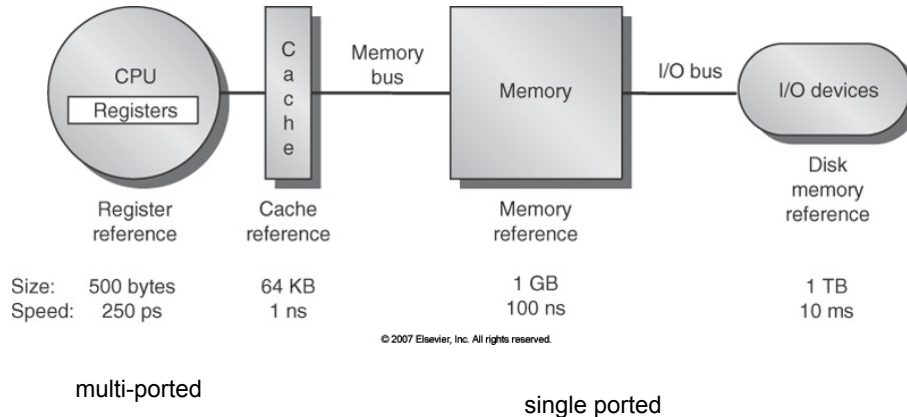 CPU
Registers
Cache
Memory
bus
Memory
I/O bus
I/O devices
Register
reference
Cache
reference
Memory
reference
Disk
memory
reference
Size: 500 bytes 64 KB 1 GB 1 TB
Speed: 250 ps 1 ns 100 ns 10 ms
© 2007 Elsevier, Inc. All rights reserved.
multi-ported
single ported